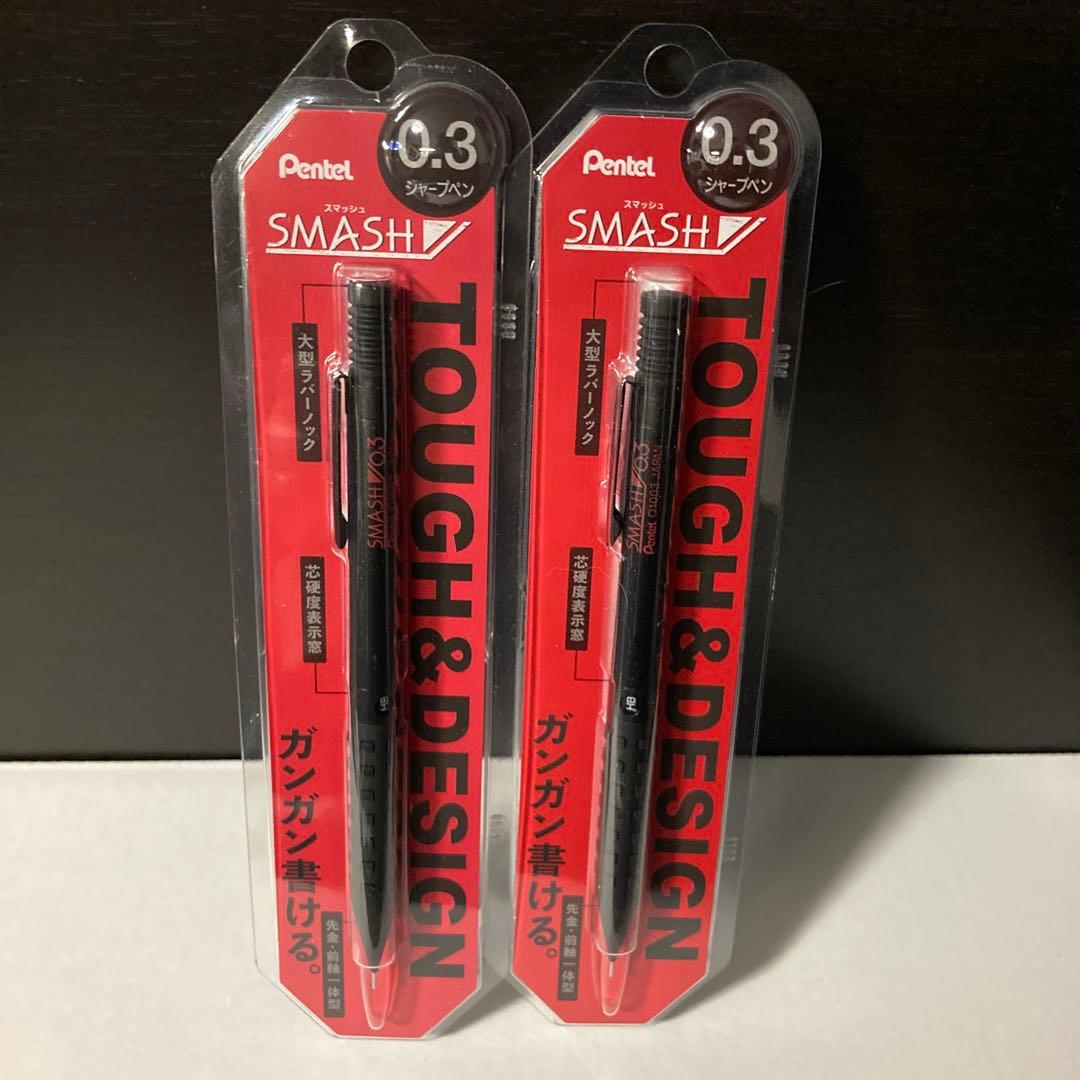 Pentel
0.3
シャープペン
スマッシュ
SMASH
大型ラバーノック
TOUGH&DESIGN
SMASH 0.3
芯硬度表示窓
HB
ガンガン書ける。
先金・前軸一体型
Pentel
0.3
シャープペン
スマッシュ
SMASH
大型ラバーノック
TOUGH&DESIGN
SMASH 0.3
Pentel Q1003 JAPAN
芯硬度表示窓
HB
ガンガン書ける。
先金・前軸一体型